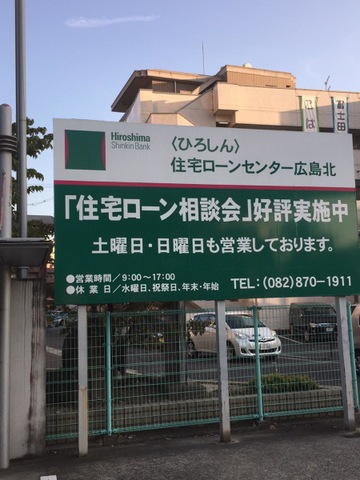 Hiroshima
Shinkin Bank
〈ひろしん〉
住宅ローンセンター広島北
「住宅ローン相談会」好評実施中
土曜日・日曜日も営業しております。
●営業時間／9:00〜17:00
●休業日／水曜日、祝祭日、年末・年始
TEL:(082)870-1911